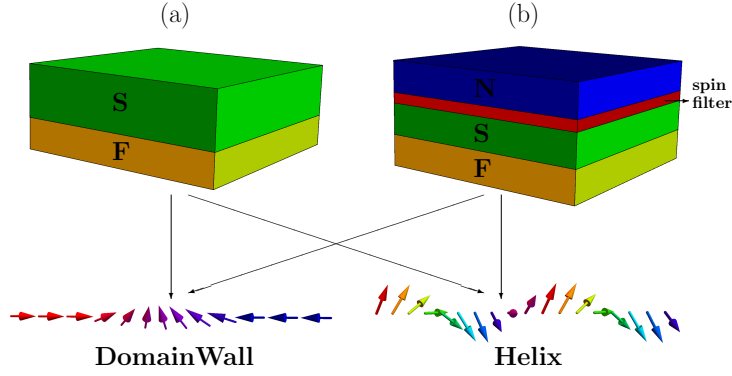 (a)
(b)
S
F
N
S
F
spin
filter
DomainWall
Helix